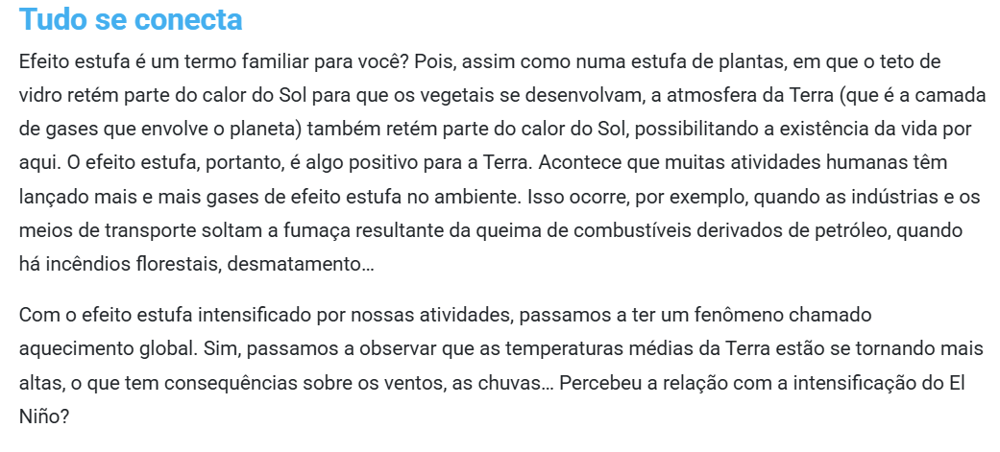 Tudo se conecta
Efeito estufa é um termo familiar para você? Pois, assim como numa estufa de plantas, em que o teto de
vidro retém parte do calor do Sol para que os vegetais se desenvolvam, a atmosfera da Terra (que é a camada
de gases que envolve o planeta) também retém parte do calor do Sol, possibilitando a existência da vida por
aqui. O efeito estufa, portanto, é algo positivo para a Terra. Acontece que muitas atividades humanas têm
lançado mais e mais gases de efeito estufa no ambiente. Isso ocorre, por exemplo, quando as indústrias e os
meios de transporte soltam a fumaça resultante da queima de combustíveis derivados de petróleo, quando
há incêndios florestais, desmatamento…
Com o efeito estufa intensificado por nossas atividades, passamos a ter um fenômeno chamado
aquecimento global. Sim, passamos a observar que as temperaturas médias da Terra estão se tornando mais
altas, o que tem consequências sobre os ventos, as chuvas… Percebeu a relação com a intensificação do El
Niño?